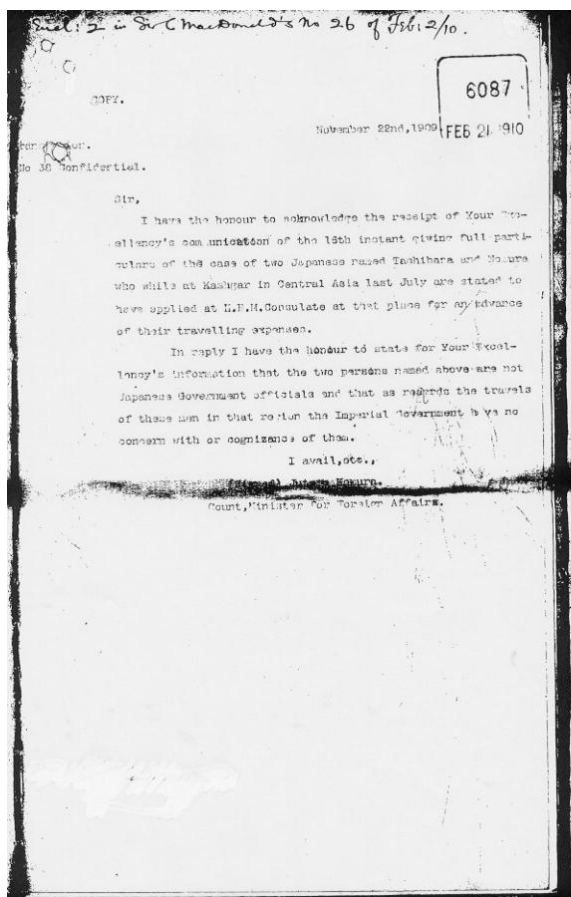 Encl: 2 in Sir C MacDonald's No 26 of Feb: 2/10.
6087
COPY.
November 22nd, 1909
FEB 21 1910
No 38 Confidential.
Sir,
I have the honour to acknowledge the receipt of Your Exc-
ellency's communication of the 18th instant giving full parti-
culars of the case of two Japanese named Tachibara and Nomura
who while at Kashgar in Central Asia last July are stated to
have applied at H.B.M.Consulate at that place for an advance
of their travelling expenses.
In reply I have the honour to state for Your Excel-
lency's information that the two persons named above are not
Japanese Government officials and that as regards the travels
of these men in that region the Imperial Government have no
concern with or cognizance of them.
I avail, etc.,
(Signed) Komura.
Count, Minister for Foreign Affairs.